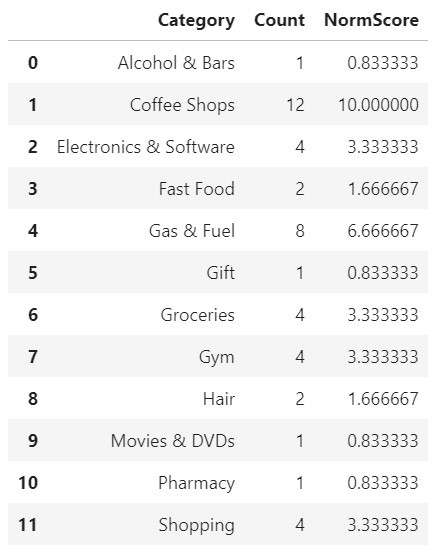 Category Count NormScore
0 Alcohol & Bars 1 0.833333
1 Coffee Shops 12 10.000000
2 Electronics & Software 4 3.333333
3 Fast Food 2 1.666667
4 Gas & Fuel 8 6.666667
5 Gift 1 0.833333
6 Groceries 4 3.333333
7 Gym 4 3.333333
8 Hair 2 1.666667
9 Movies & DVDs 1 0.833333
10 Pharmacy 1 0.833333
11 Shopping 4 3.333333